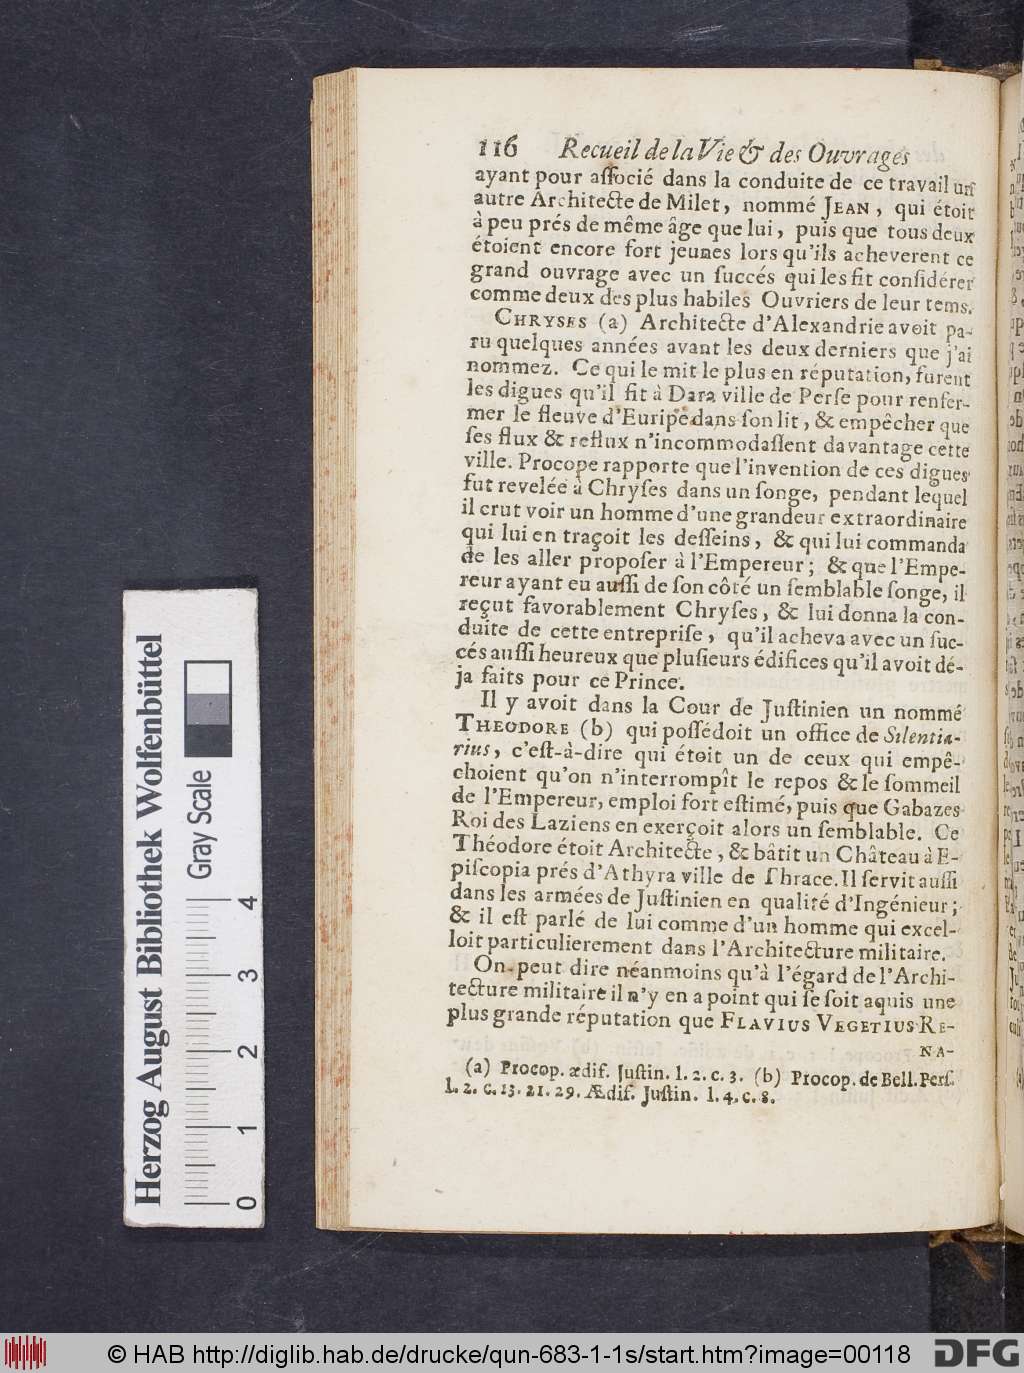 116 Recueil de la Vie & des Ouvrages
ayant pour aſſocié dans la conduite de ce travail un
autre Architecte de Milet, nommé JEAN, qui étoit
à peu prés de même âge que lui, puis que tous deux
étoient encore fort jeunes lors qu'ils acheverent ce
grand ouvrage avec un ſuccés qui les fit conſidérer
comme deux des plus habiles Ouvriers de leur tems.
CHRYSES (a) Architecte d'Alexandrie avoit pa-
ru quelques années avant les deux derniers que j'ai
nommez. Ce qui le mit le plus en réputation, furent
les digues qu'il fit à Dara ville de Perſe pour renfer-
mer le fleuve d'Euripe dans ſon lit, & empêcher que
ſes flux & reflux n'incommodaſſent davantage cette
ville. Procope rapporte que l'invention de ces digues
fut revelée à Chryſes dans un ſonge, pendant lequel
il crut voir un homme d'une grandeur extraordinaire
qui lui en traçoit les deſſeins, & qui lui commanda
de les aller propoſer à l'Empereur; & que l'Empe-
reur ayant eu auſſi de ſon côté un ſemblable ſonge, il
reçut favorablement Chryſes, & lui donna la con-
duite de cette entrepriſe, qu'il acheva avec un ſuc-
cés auſſi heureux que pluſieurs édifices qu'il avoit dé-
ja faits pour ce Prince.
Il y avoit dans la Cour de Juſtinien un nommé
THEODORE (b) qui poſſédoit un office de Silentia-
rius, c'eſt-à-dire qui étoit un de ceux qui empê-
choient qu'on n'interrompît le repos & le ſommeil
de l'Empereur, emploi fort eſtimé, puis que Gabazes
Roi des Laziens en exerçoit alors un ſemblable. Ce
Théodore étoit Architecte, & bâtit un Château à E-
piſcopia prés d'Athyra ville de Thrace. Il ſervit auſſi
dans les armées de Juſtinien en qualité d'Ingénieur;
& il eſt parlé de lui comme d'un homme qui excel-
loit particulierement dans l'Architecture militaire.
On peut dire néanmoins qu'à l'égard de l'Archi-
tecture militaire il n'y en a point qui ſe ſoit aquis une
plus grande réputation que FLAVIUS VEGETIUS RE-
NA-
(a) Procop. ædif. Juſtin. l. 2. c. 3. (b) Procop. de Bell. Perſ.
l. 2. c. 13. 21. 29. Ædif. Juſtin. l. 4. c. 8.
Herzog August Bibliothek Wolfenbüttel
Gray Scale
0 1 2 3 4
© HAB http://diglib.hab.de/drucke/qun-683-1-1s/start.htm?image=00118
DFG